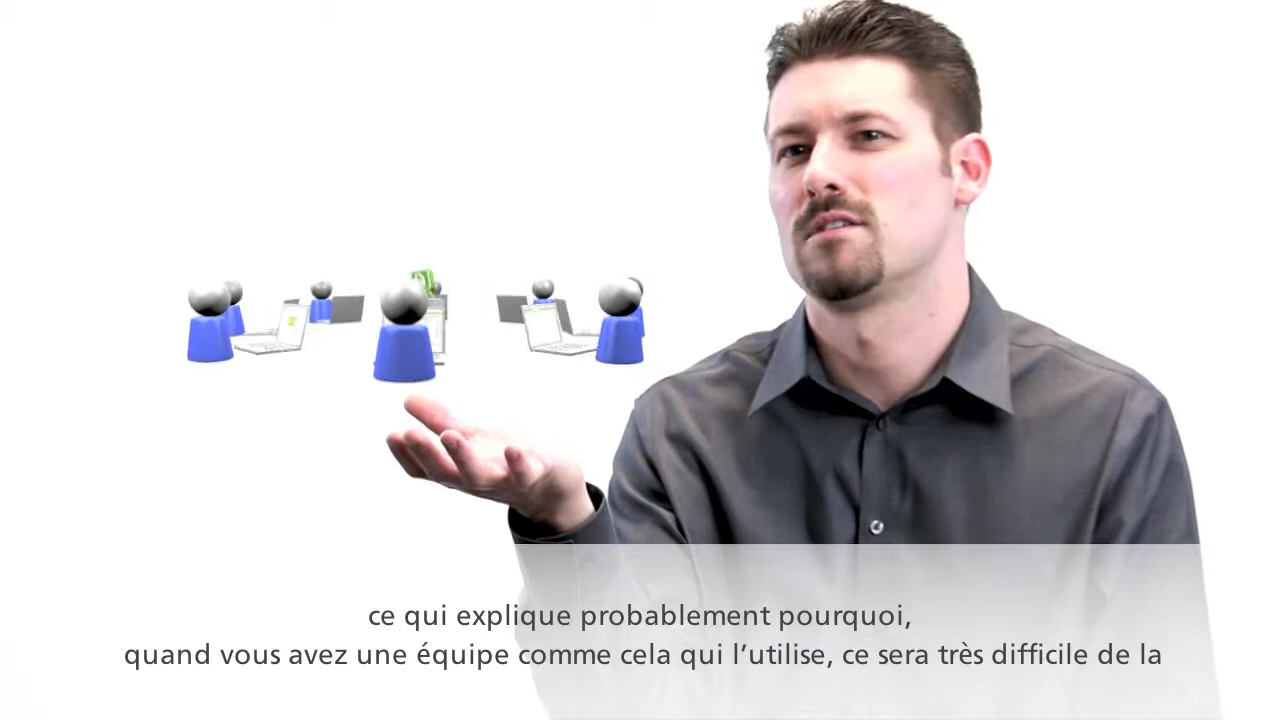 ce qui explique probablement pourquoi,
quand vous avez une équipe comme cela qui l’utilise, ce sera très difficile de la